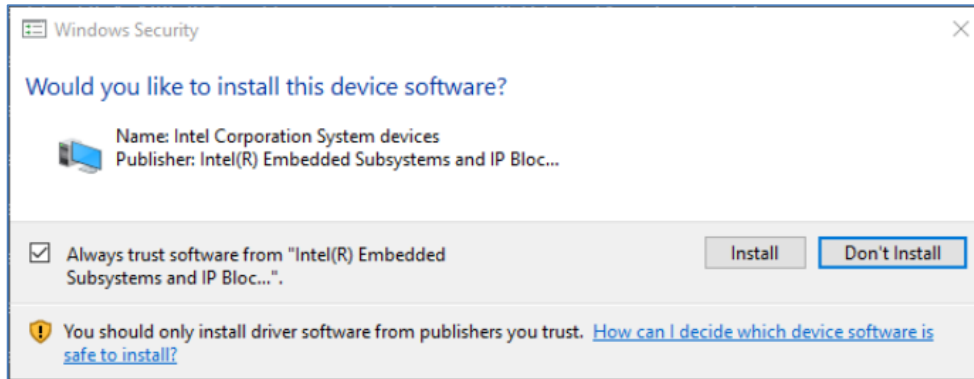 Windows Security
Would you like to install this device software?
Name: Intel Corporation System devices
Publisher: Intel(R) Embedded Subsystems and IP Bloc...
Always trust software from "Intel(R) Embedded
Subsystems and IP Bloc...".
Install
Don't Install
You should only install driver software from publishers you trust. How can I decide which device software is
safe to install?